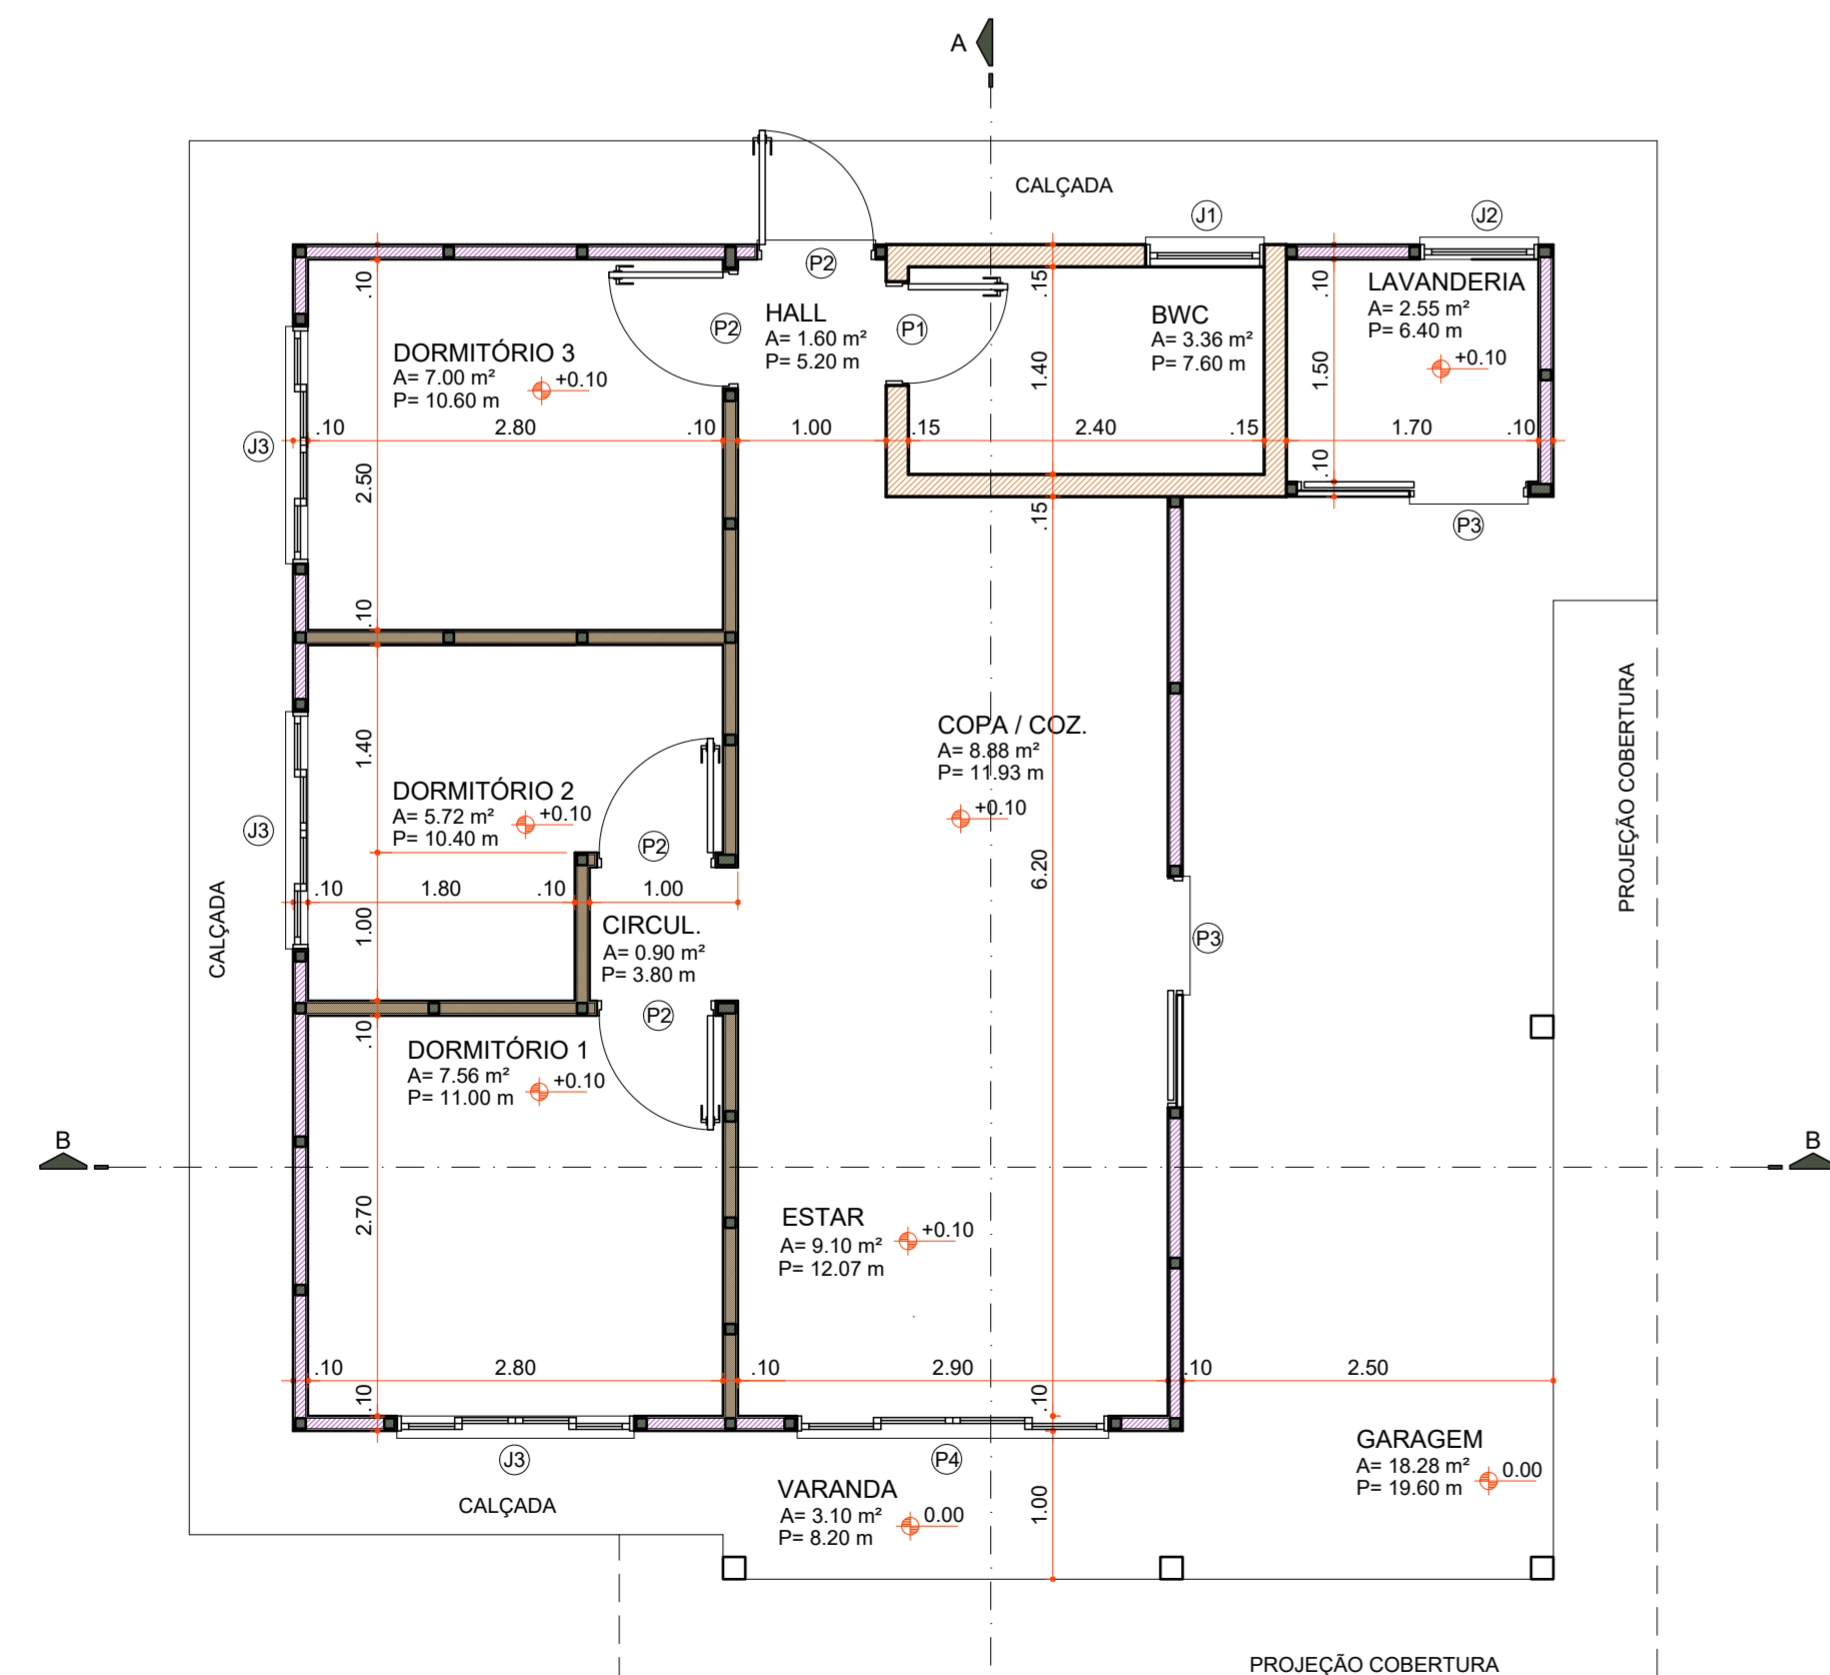 A
CALÇADA
J1
J2
P2
.10
.15
.10
LAVANDERIA
A= 2.55 m²
P= 6.40 m
+0.10
HALL
A= 1.60 m²
P= 5.20 m
P2
P1
BWC
A= 3.36 m²
P= 7.60 m
DORMITÓRIO 3
A= 7.00 m²
P= 10.60 m
+0.10
1.40
1.50
J3
.10
2.80
.10
1.00
.15
2.40
.15
1.70
.10
2.50
.10
.15
P3
.10
PROJEÇÃO COBERTURA
1.40
COPA / COZ.
A= 8.88 m²
P= 11.93 m
+0.10
DORMITÓRIO 2
A= 5.72 m²
P= 10.40 m
+0.10
J3
P2
6.20
.10
1.80
.10
1.00
CALÇADA
1.00
CIRCUL.
A= 0.90 m²
P= 3.80 m
P3
P2
.10
DORMITÓRIO 1
A= 7.56 m²
P= 11.00 m
+0.10
B
B
2.70
ESTAR
A= 9.10 m²
P= 12.07 m
+0.10
.10
2.80
.10
2.90
.10
2.50
.10
.10
J3
P4
GARAGEM
A= 18.28 m²
P= 19.60 m
0.00
CALÇADA
VARANDA
A= 3.10 m²
P= 8.20 m
0.00
1.00
PROJEÇÃO COBERTURA